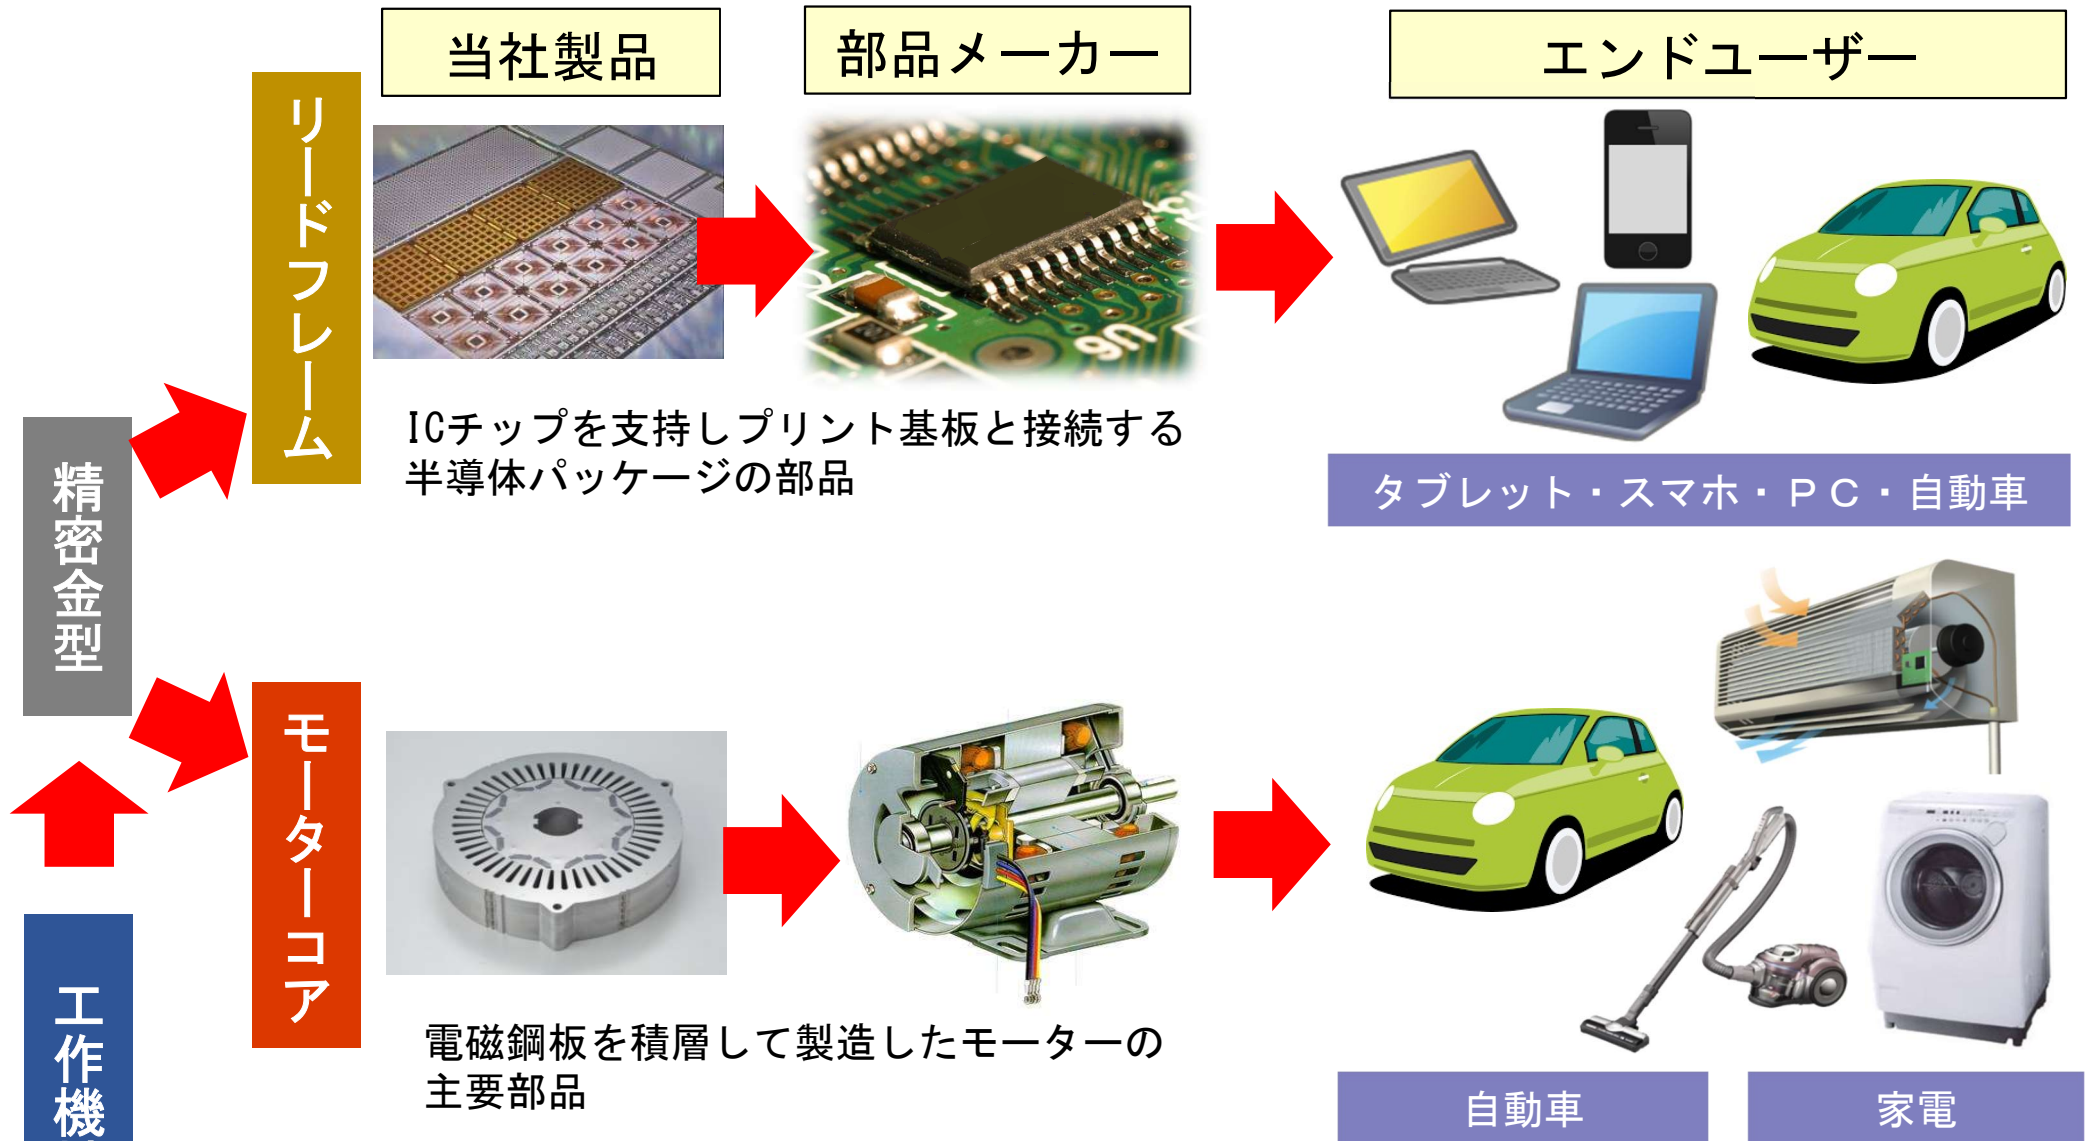 当社製品
部品メーカー
エンドユーザー
リードフレーム
ICチップを支持しプリント基板と接続する
半導体パッケージの部品
タブレット・スマホ・ＰＣ・自動車
精密金型
モーターコア
電磁鋼板を積層して製造したモーターの
主要部品
自動車
家電
工作機